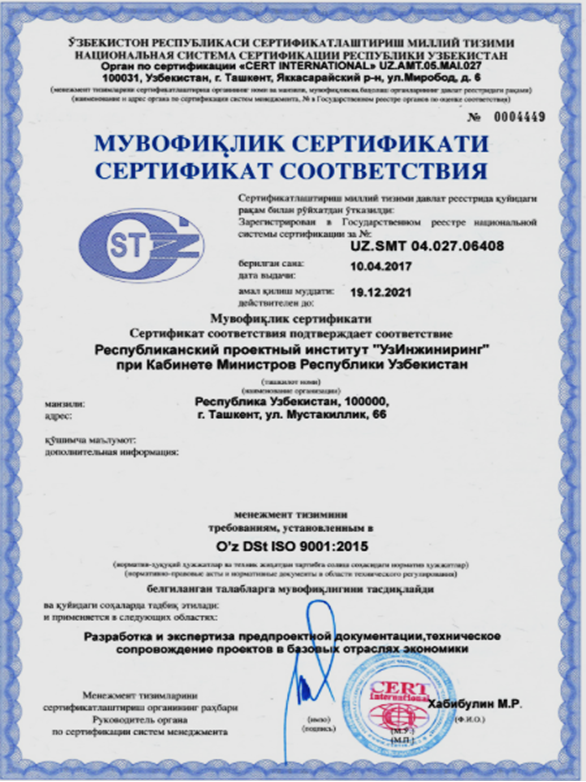 ЎЗБЕКИСТОН РЕСПУБЛИКАСИ СЕРТИФИКАТЛАШТИРИШ МИЛЛИЙ ТИЗИМИ
НАЦИОНАЛЬНАЯ СИСТЕМА СЕРТИФИКАЦИИ РЕСПУБЛИКИ УЗБЕКИСТАН
Орган по сертификации «CERT INTERNATIONAL» UZ.AMT.05.MAI.027
100031, Узбекистан, г. Ташкент, Яккасарайский р-н, ул.Миробод, д. 6
(менежмент тизимларини сертификатлаштириш органининг номи ва манзили, мувофиқликни баҳолаш органларининг давлат реестридаги рақами)
(наименование и адрес органа по сертификации систем менеджмента, № в Государственном реестре органов по оценке соответствия)
№ 0004449
МУВОФИҚЛИК СЕРТИФИКАТИ
СЕРТИФИКАТ СООТВЕТСТВИЯ
Сертификатлаштириш миллий тизими давлат реестрида қуйидаги
рақам билан рўйхатдан ўтказилди:
Зарегистрирован в Государственном реестре национальной
системы сертификации за №:
UZ.SMT 04.027.06408
ST
берилган сана: 10.04.2017
дата выдачи:
амал қилиш муддати: 19.12.2021
действителен до:
Мувофиқлик сертификати
Сертификат соответствия подтверждает соответствие
Республиканский проектный институт "УзИнжиниринг"
при Кабинете Министров Республики Узбекистан
(ташкилот номи)
(наименование организации)
манзили: Республика Узбекистан, 100000,
адрес: г. Ташкент, ул. Мустакиллик, 66
қўшимча маълумот:
дополнительная информация:
менежмент тизимини
требованиям, установленным в
O'z DSt ISO 9001:2015
(норматив-ҳуқуқий ҳужжатлар ва техник жиҳатдан тартибга солиш соҳасидаги норматив ҳужжатлар)
(нормативно-правовые акты и нормативные документы в области технического регулирования)
белгиланган талабларга мувофиқлигини тасдиқлайди
ва қуйидаги соҳаларда тадбиқ этилади:
и применяется в следующих областях:
Разработка и экспертиза предпроектной документации,техническое
сопровождение проектов в базовых отраслях экономики
Менежмент тизимларини
сертификатлаштириш органининг раҳбари
Руководитель органа
по сертификации систем менеджмента
(имзо)
(подпись)
CERT
International
(М.Ў.)
(М.П.)
Хабибулин М.Р.
(Ф.И.О.)